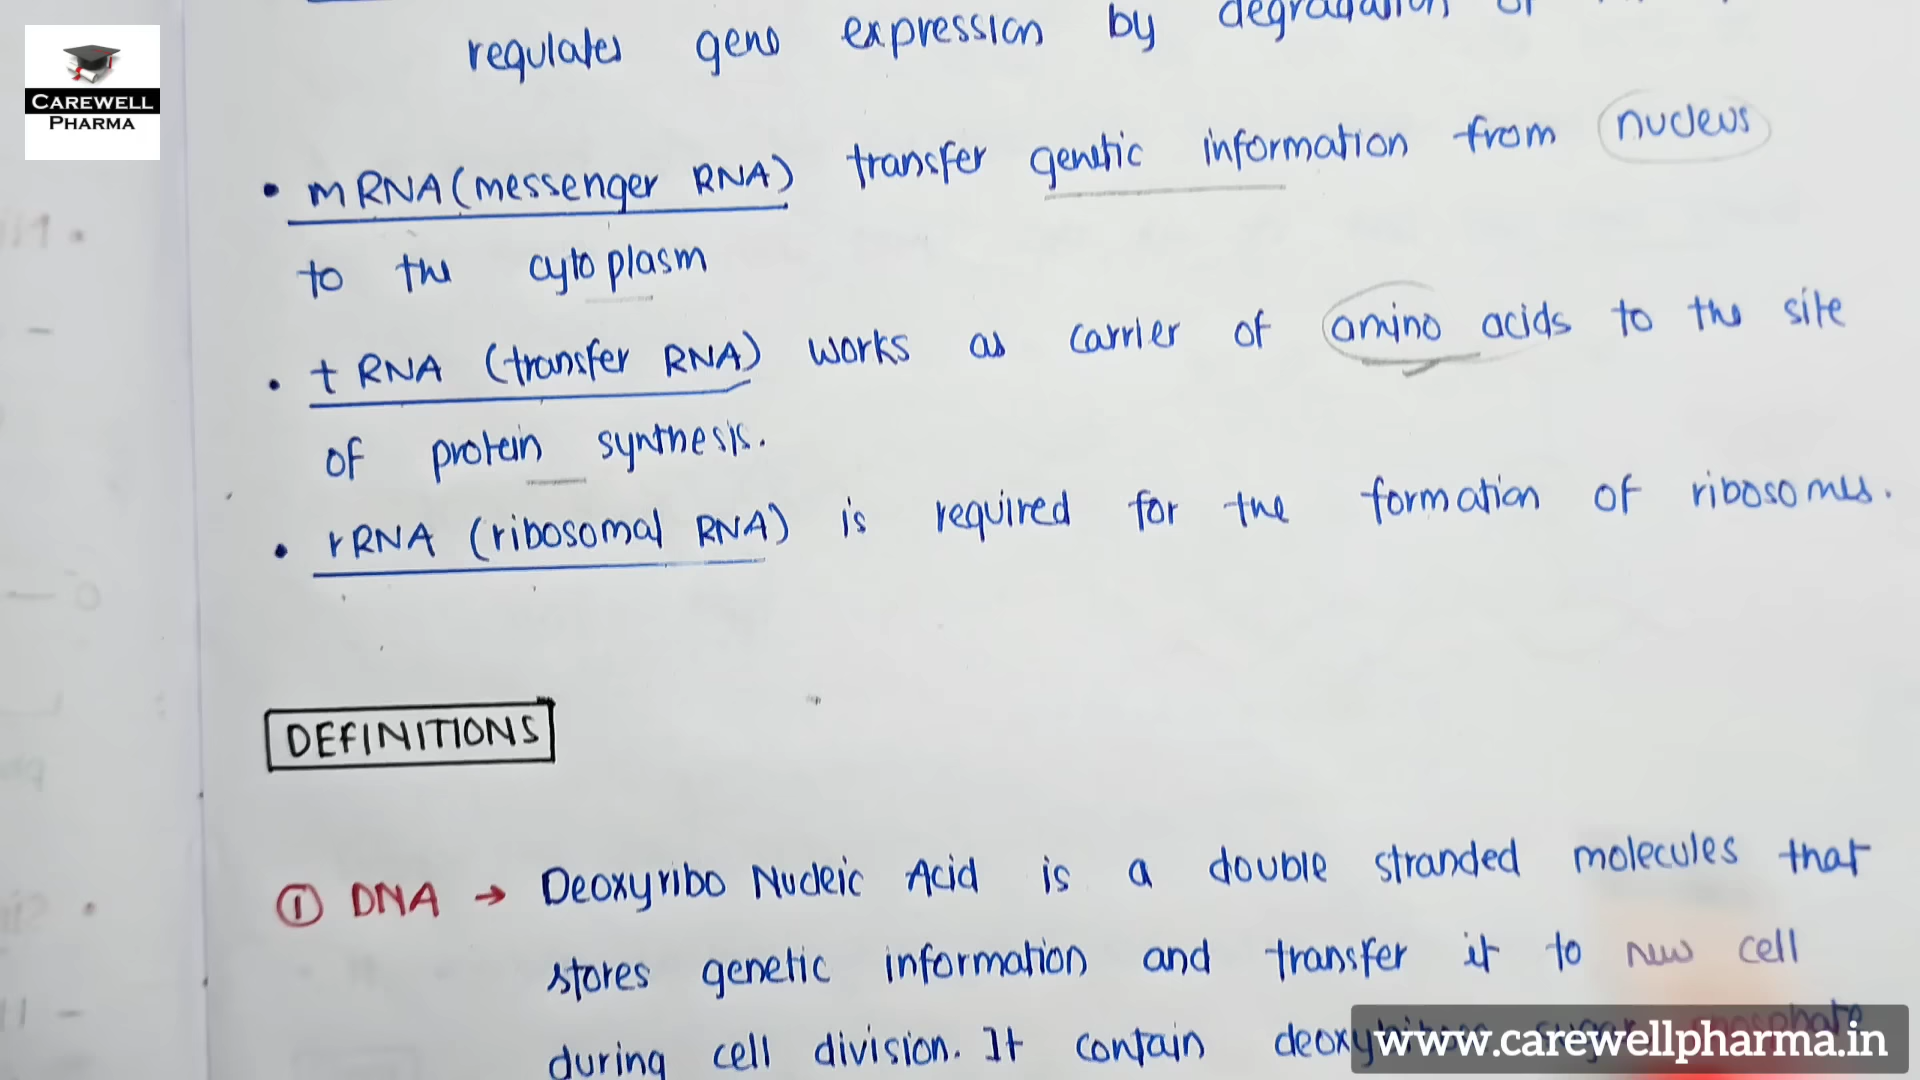 CAREWELL
PHARMA
regulates gene expression by degradation of
• mRNA (messenger RNA) transfer genetic information from nucleus
to the cytoplasm
• tRNA (transfer RNA) works as carrier of amino acids to the site
of protein synthesis.
• rRNA (ribosomal RNA) is required for the formation of ribosomes.
DEFINITIONS
① DNA → Deoxyribo Nucleic Acid is a double stranded molecules that
stores genetic information and transfer it to new cell
during cell division. It contain
www.carewellpharma.in